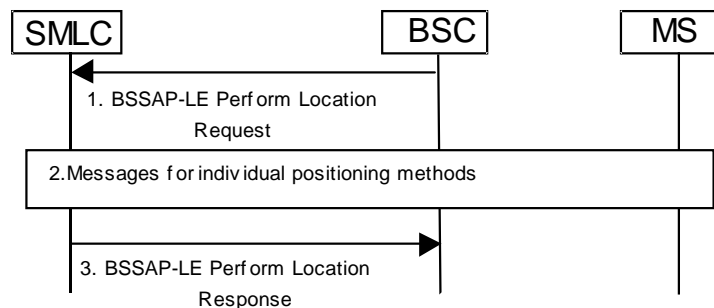 SMLC BSC MS
1. BSSAP-LE Perform Location
Request
2.Messages for individual positioning methods
3. BSSAP-LE Perform Location
Response